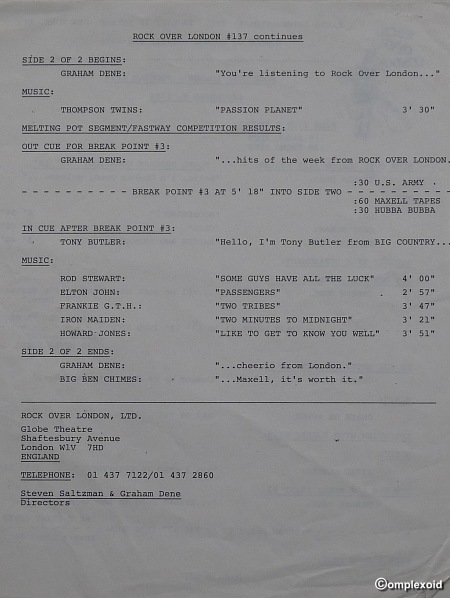 ROCK OVER LONDON #137 continues
SIDE 2 OF 2 BEGINS:
GRAHAM DENE: "You're listening to Rock Over London..."
MUSIC:
THOMPSON TWINS: "PASSION PLANET" 3' 30"
MELTING POT SEGMENT/FASTWAY COMPETITION RESULTS:
OUT CUE FOR BREAK POINT #3:
GRAHAM DENE: "...hits of the week from ROCK OVER LONDON.
:30 U.S. ARMY
- - - - - - - - - - BREAK POINT #3 AT 5' 18" INTO SIDE TWO - - - - - - - - - -
:60 MAXELL TAPES
:30 HUBBA BUBBA
IN CUE AFTER BREAK POINT #3:
TONY BUTLER: "Hello, I'm Tony Butler from BIG COUNTRY...
MUSIC:
ROD STEWART: "SOME GUYS HAVE ALL THE LUCK" 4' 00"
ELTON JOHN: "PASSENGERS" 2' 57"
FRANKIE G.T.H.: "TWO TRIBES" 3' 47"
IRON MAIDEN: "TWO MINUTES TO MIDNIGHT" 3' 21"
HOWARD JONES: "LIKE TO GET TO KNOW YOU WELL" 3' 51"
SIDE 2 OF 2 ENDS:
GRAHAM DENE: "...cheerio from London."
BIG BEN CHIMES: "...Maxell, it's worth it."
ROCK OVER LONDON, LTD.
Globe Theatre
Shaftesbury Avenue
London W1V 7HD
ENGLAND
TELEPHONE: 01 437 7122/01 437 2860
Steven Saltzman & Graham Dene
Directors
©omplexoid